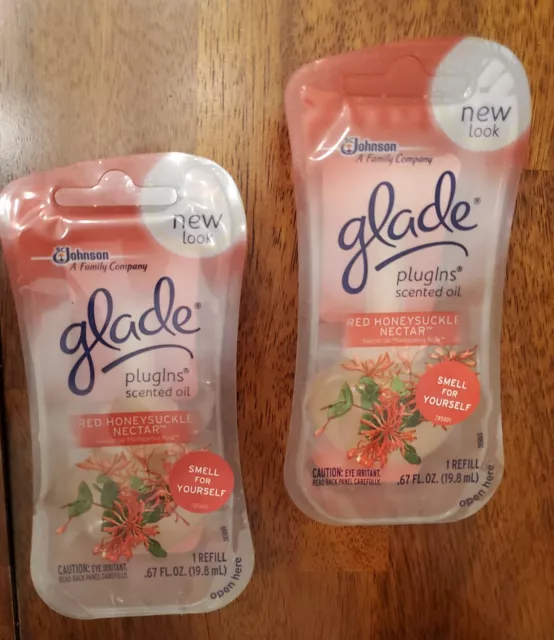 new
look
SC Johnson
A Family Company
glade®
plugIns®
scented oil
RED HONEYSUCKLE
NECTAR™
SMELL
FOR
YOURSELF
CAUTION: EYE IRRITANT.
READ BACK PANEL CAREFULLY.
1 REFILL
.67 FL. OZ. (19.8 mL)
open here
new
look
SC Johnson
A Family Company
glade®
plugIns®
scented oil
RED HONEYSUCKLE
NECTAR™
SMELL
FOR
YOURSELF
CAUTION: EYE IRRITANT.
READ BACK PANEL CAREFULLY.
1 REFILL
.67 FL. OZ. (19.8 mL)
open here